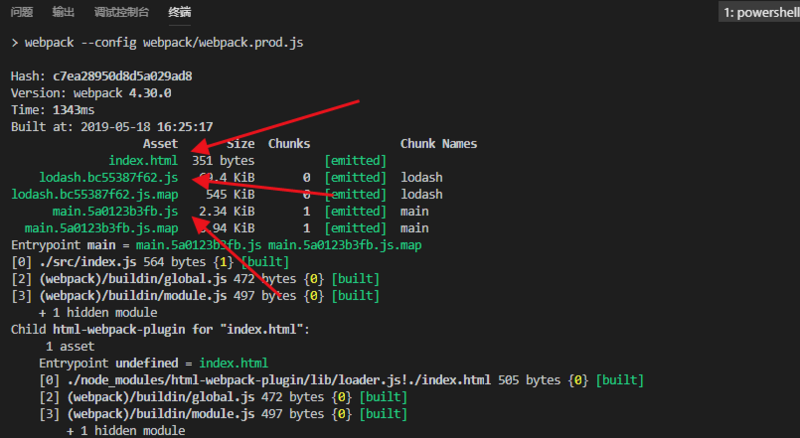 问题 输出 调试控制台 终端 1: powershell
> webpack --config webpack/webpack.prod.js
Hash: c7ea28950d8d5a029ad8
Version: webpack 4.30.0
Time: 1343ms
Built at: 2019-05-18 16:25:17
Asset Size Chunks Chunk Names
index.html 351 bytes [emitted]
lodash.bc55387f62.js 69.4 KiB 0 [emitted] lodash
lodash.bc55387f62.js.map 545 KiB 0 [emitted] lodash
main.5a0123b3fb.js 2.34 KiB 1 [emitted] main
main.5a0123b3fb.js.map .94 KiB 1 [emitted] main
Entrypoint main = main.5a0123b3fb.js main.5a0123b3fb.js.map
[0] ./src/index.js 564 bytes {1} [built]
[2] (webpack)/buildin/global.js 472 bytes {0} [built]
[3] (webpack)/buildin/module.js 497 bytes {0} [built]
+ 1 hidden module
Child html-webpack-plugin for "index.html":
1 asset
Entrypoint undefined = index.html
[0] ./node_modules/html-webpack-plugin/lib/loader.js!./index.html 505 bytes {0} [built]
[2] (webpack)/buildin/global.js 472 bytes {0} [built]
[3] (webpack)/buildin/module.js 497 bytes {0} [built]
+ 1 hidden module